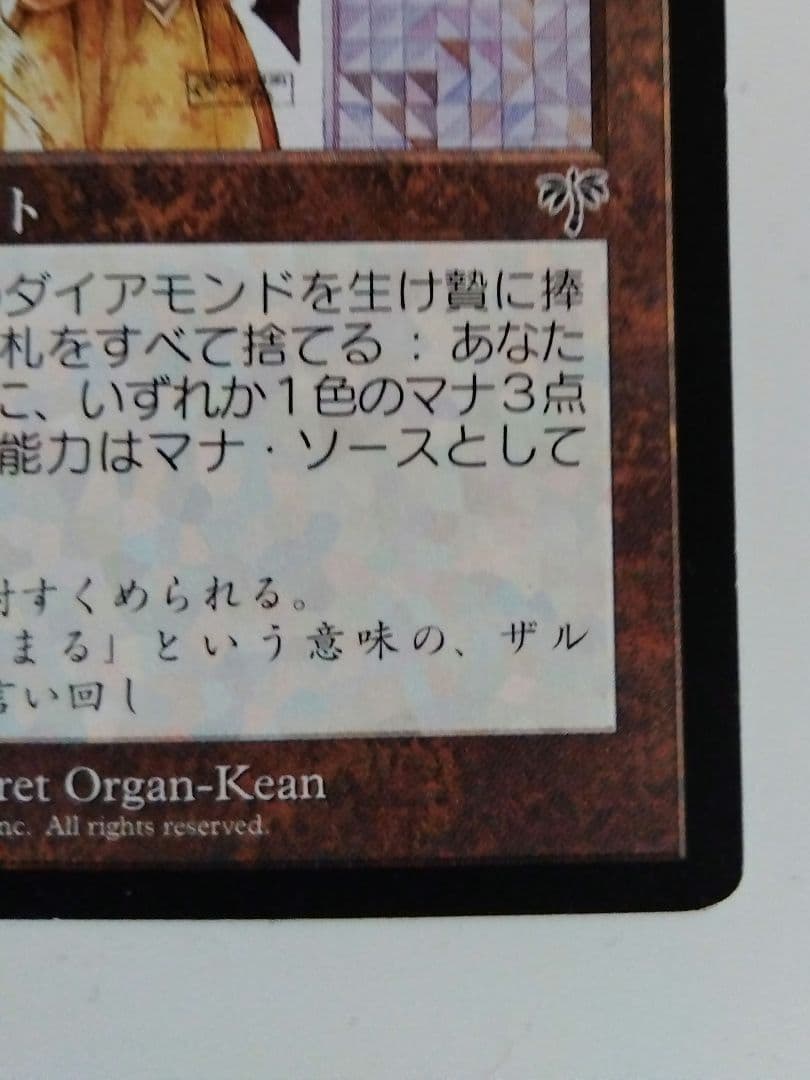 ト
ダイアモンドを生け贄に捧
札をすべて捨てる：あなた
に、いずれか１色のマナ３点
能力はマナ・ソースとして
すくめられる。
まる」という意味の、ザル
言い回し
ret Organ-Kean
nc. All rights reserved.